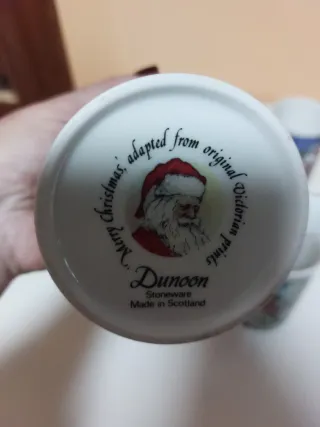 'Merry Christmas,' adapted from original Victorian prints
Dunoon
Stoneware
Made in Scotland